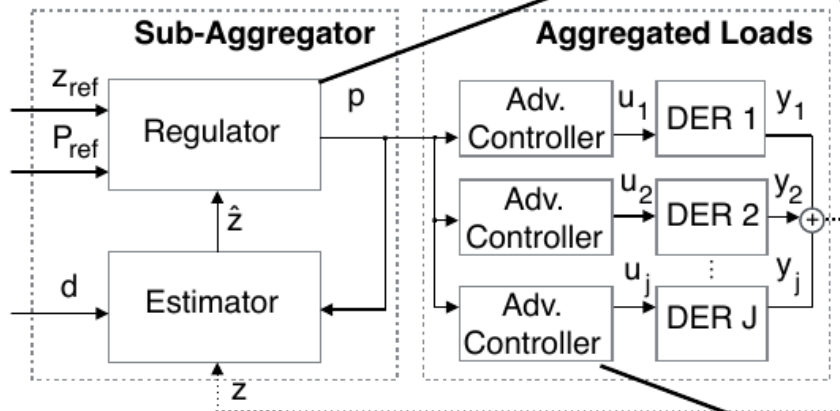 Sub-Aggregator
Aggregated Loads
z_ref
P_ref
Regulator
p
ẑ
d
Estimator
z
Adv.
Controller
u_1
DER 1
y_1
Adv.
Controller
u_2
DER 2
y_2
+
Adv.
Controller
u_j
DER J
y_j